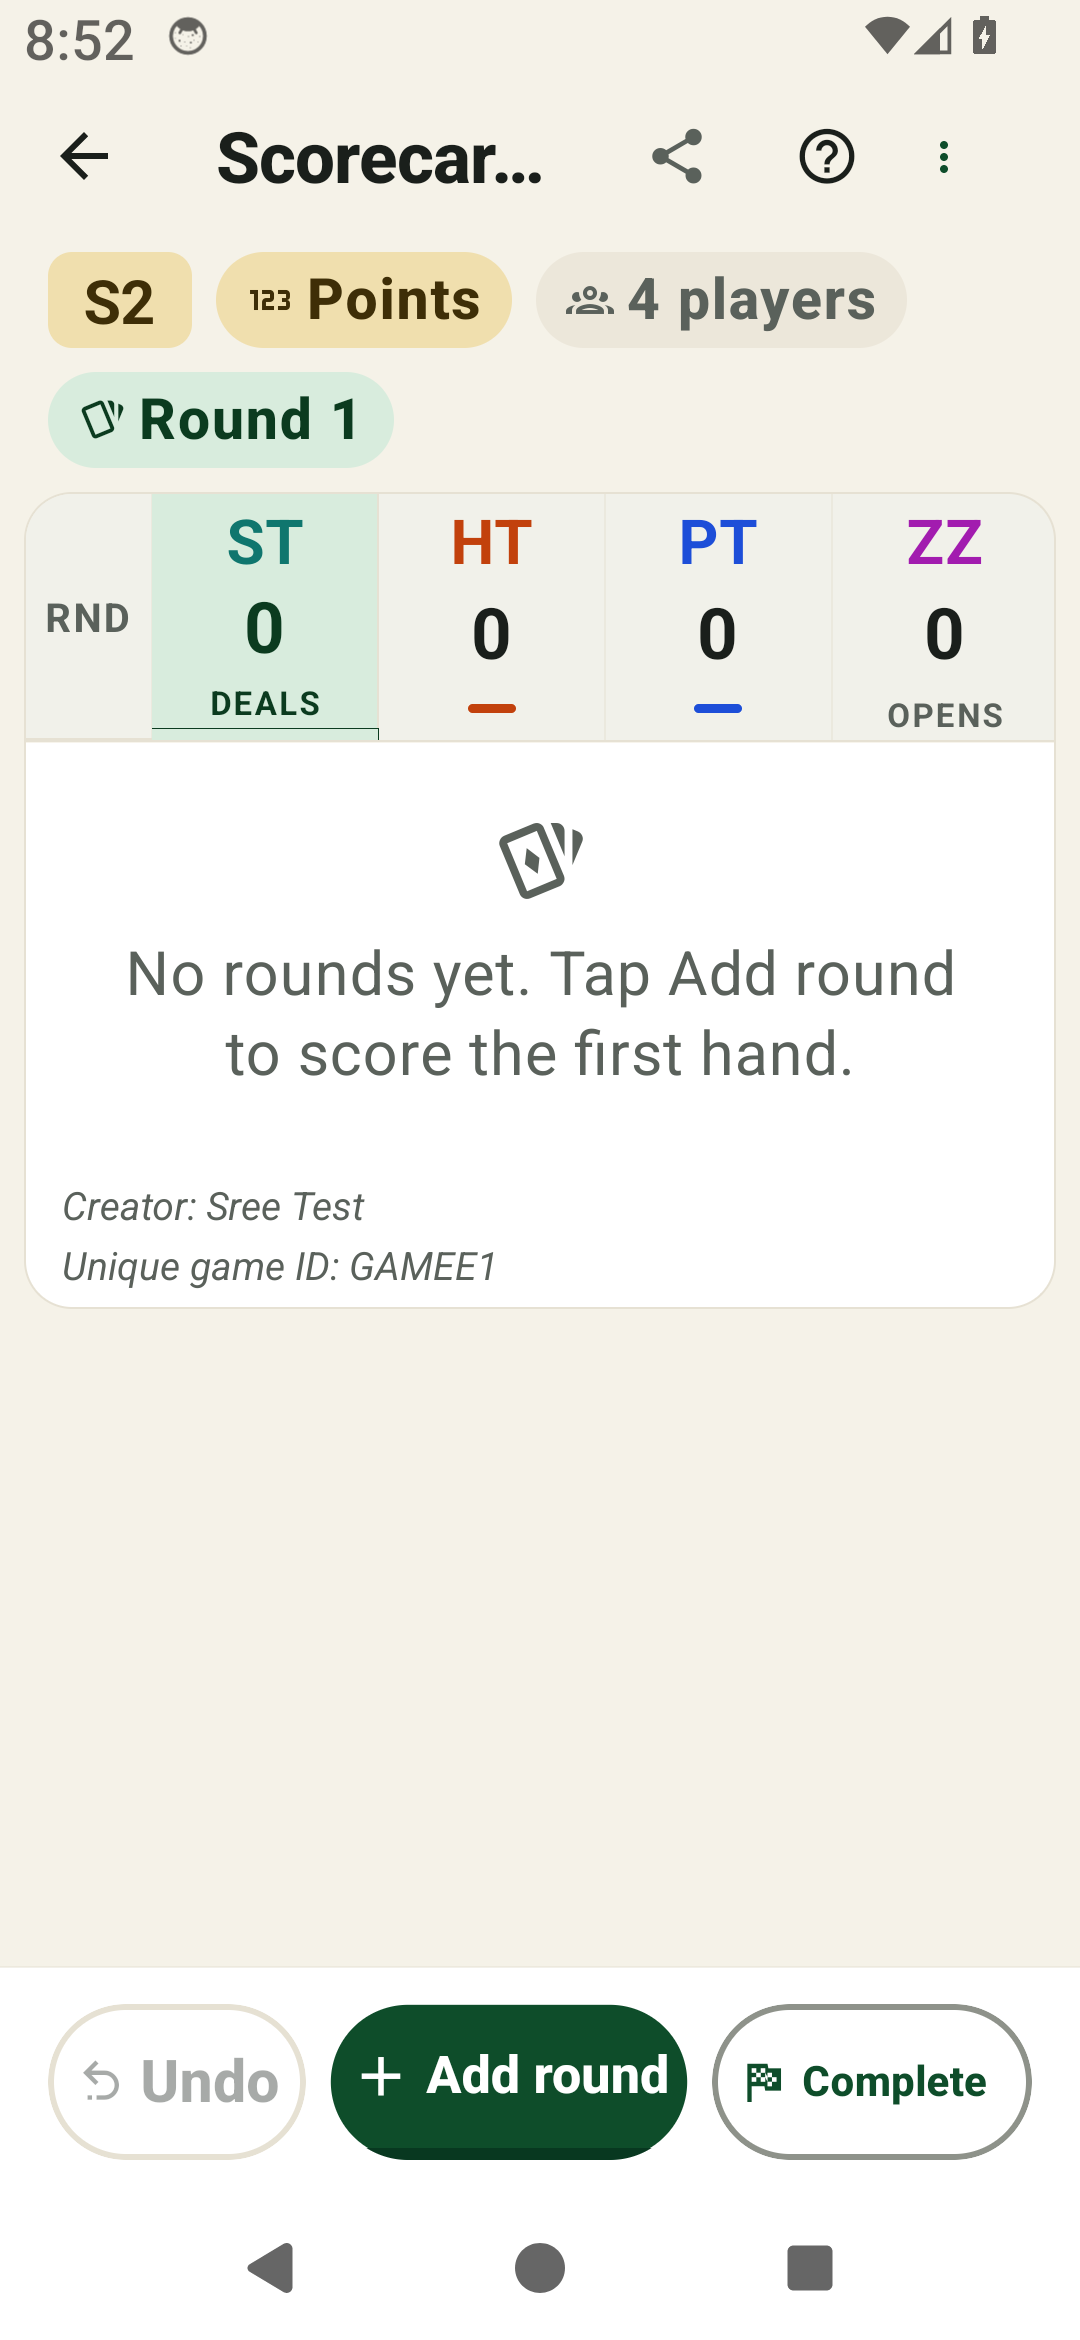 8:52
Scorecar...
S2
123 Points
4 players
Round 1
RND
ST
HT
PT
ZZ
0
0
0
0
DEALS
OPENS
No rounds yet. Tap Add round
to score the first hand.
Creator: Sree Test
Unique game ID: GAMEE1
Undo
Add round
Complete